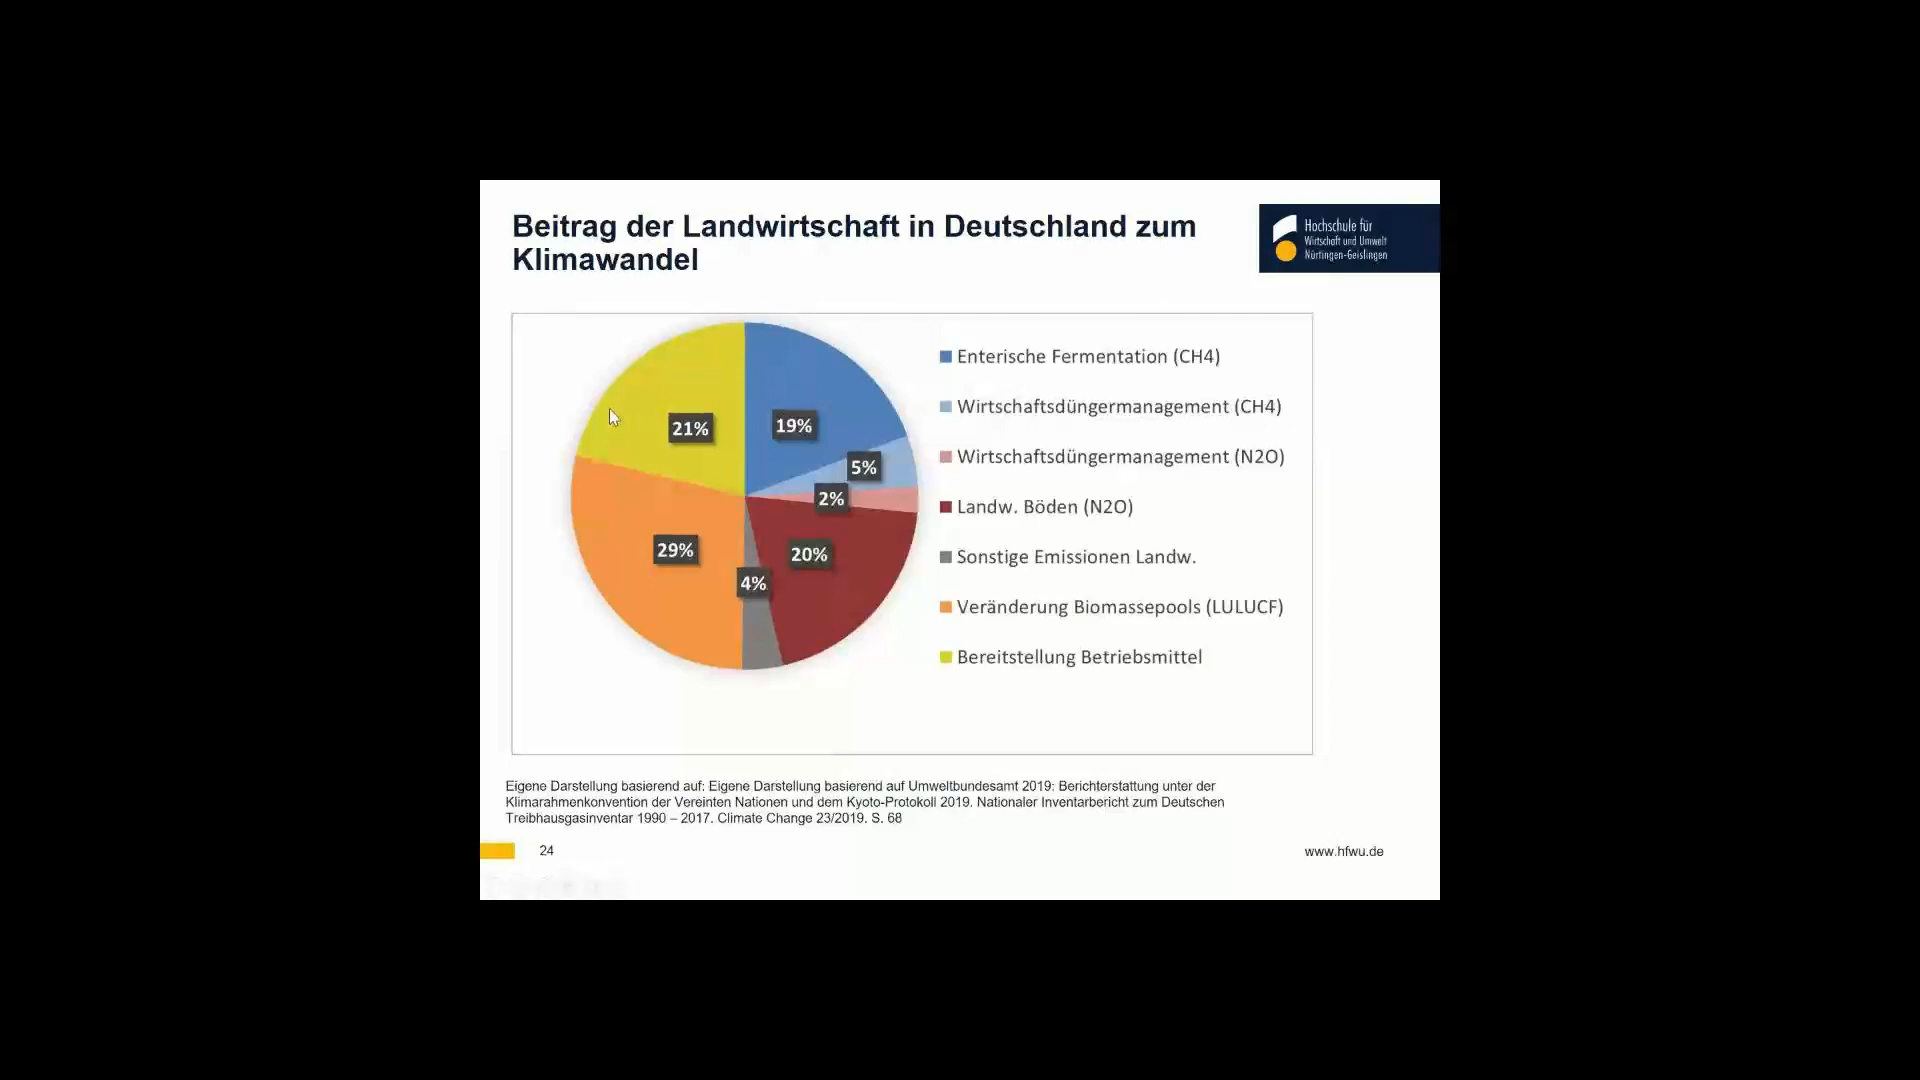 Beitrag der Landwirtschaft in Deutschland zum
Klimawandel
Hochschule für
Wirtschaft und Umwelt
Nürtingen-Geislingen
21%
19%
5%
2%
29%
20%
4%
Enterische Fermentation (CH4)
Wirtschaftsdüngermanagement (CH4)
Wirtschaftsdüngermanagement (N2O)
Landw. Böden (N2O)
Sonstige Emissionen Landw.
Veränderung Biomassepools (LULUCF)
Bereitstellung Betriebsmittel
Eigene Darstellung basierend auf: Eigene Darstellung basierend auf Umweltbundesamt 2019: Berichterstattung unter der
Klimarahmenkonvention der Vereinten Nationen und dem Kyoto-Protokoll 2019. Nationaler Inventarbericht zum Deutschen
Treibhausgasinventar 1990 – 2017. Climate Change 23/2019. S. 68
24
www.hfwu.de